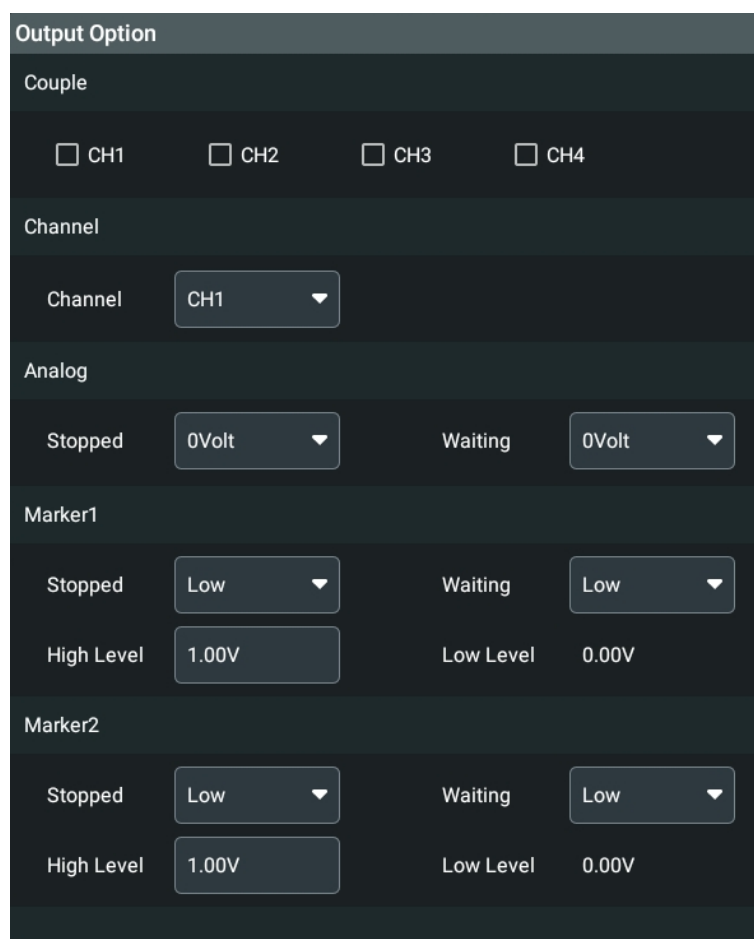 Output Option
Couple
CH1 CH2 CH3 CH4
Channel
Channel CH1
Analog
Stopped 0Volt Waiting 0Volt
Marker1
Stopped Low Waiting Low
High Level 1.00V Low Level 0.00V
Marker2
Stopped Low Waiting Low
High Level 1.00V Low Level 0.00V